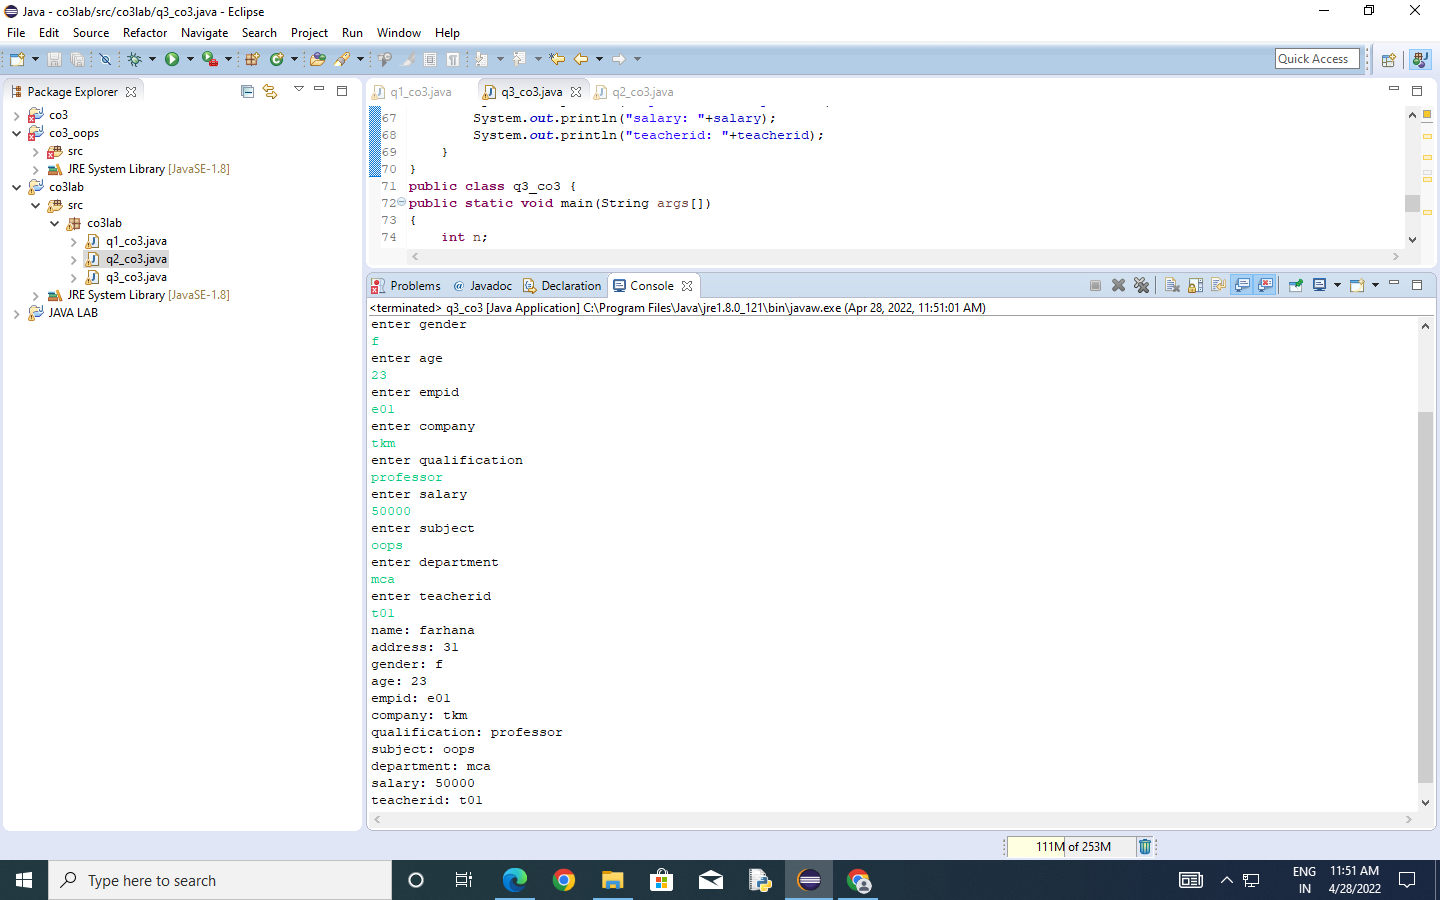 Java - co3lab/src/co3lab/q3_co3.java - Eclipse
File Edit Source Refactor Navigate Search Project Run Window Help
Quick Access
Package Explorer
co3
co3_oops
src
JRE System Library [JavaSE-1.8]
co3lab
src
co3lab
q1_co3.java
q2_co3.java
q3_co3.java
JRE System Library [JavaSE-1.8]
JAVA LAB
q1_co3.java q3_co3.java q2_co3.java
67 System.out.println("salary: "+salary);
68 System.out.println("teacherid: "+teacherid);
69 }
70 }
71 public class q3_co3 {
72 public static void main(String args[])
73 {
74 int n;
Problems @ Javadoc Declaration Console
<terminated> q3_co3 [Java Application] C:\Program Files\Java\jre1.8.0_121\bin\javaw.exe (Apr 28, 2022, 11:51:01 AM)
enter gender
f
enter age
23
enter empid
e01
enter company
tkm
enter qualification
professor
enter salary
50000
enter subject
oops
enter department
mca
enter teacherid
t01
name: farhana
address: 31
gender: f
age: 23
empid: e01
company: tkm
qualification: professor
subject: oops
department: mca
salary: 50000
teacherid: t01
111M of 253M
Type here to search
ENG
IN
11:51 AM
4/28/2022